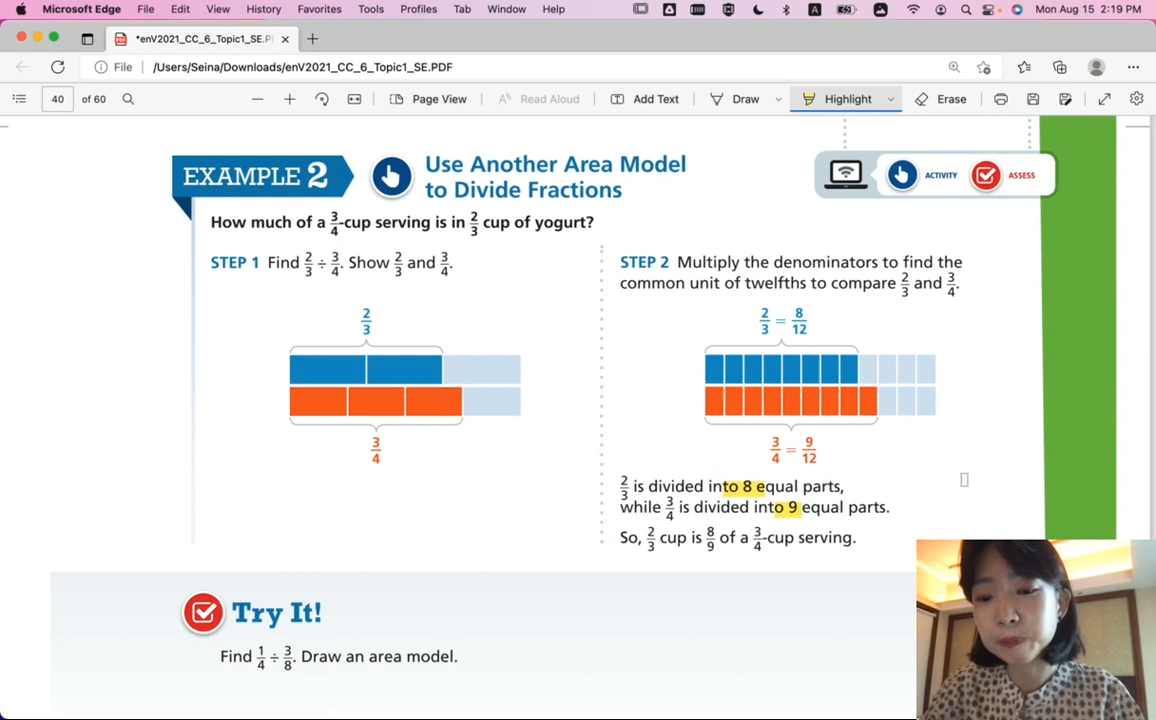 Microsoft Edge File Edit View History Favorites Tools Profiles Tab Window Help A Mon Aug 15 2:19 PM
*enV2021_CC_6_Topic1_SE.P
File /Users/Seina/Downloads/enV2021_CC_6_Topic1_SE.PDF
40 of 60 Page View Read Aloud Add Text Draw Highlight Erase
EXAMPLE 2
Use Another Area Model
to Divide Fractions
ACTIVITY
ASSESS
How much of a 3/4-cup serving is in 2/3 cup of yogurt?
STEP 1 Find 2/3 ÷ 3/4. Show 2/3 and 3/4.
2/3
3/4
STEP 2 Multiply the denominators to find the
common unit of twelfths to compare 2/3 and 3/4.
2/3 = 8/12
3/4 = 9/12
2/3 is divided into 8 equal parts,
while 3/4 is divided into 9 equal parts.
So, 2/3 cup is 8/9 of a 3/4-cup serving.
Try It!
Find 1/4 ÷ 3/8. Draw an area model.